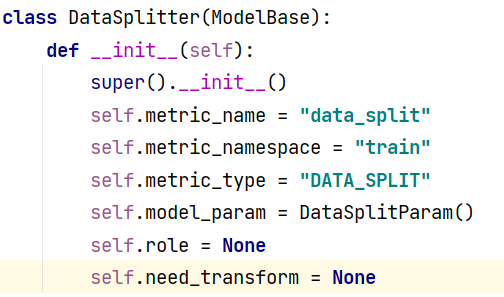 class DataSplitter(ModelBase):
    def __init__(self):
        super().__init__()
        self.metric_name = "data_split"
        self.metric_namespace = "train"
        self.metric_type = "DATA_SPLIT"
        self.model_param = DataSplitParam()
        self.role = None
        self.need_transform = None